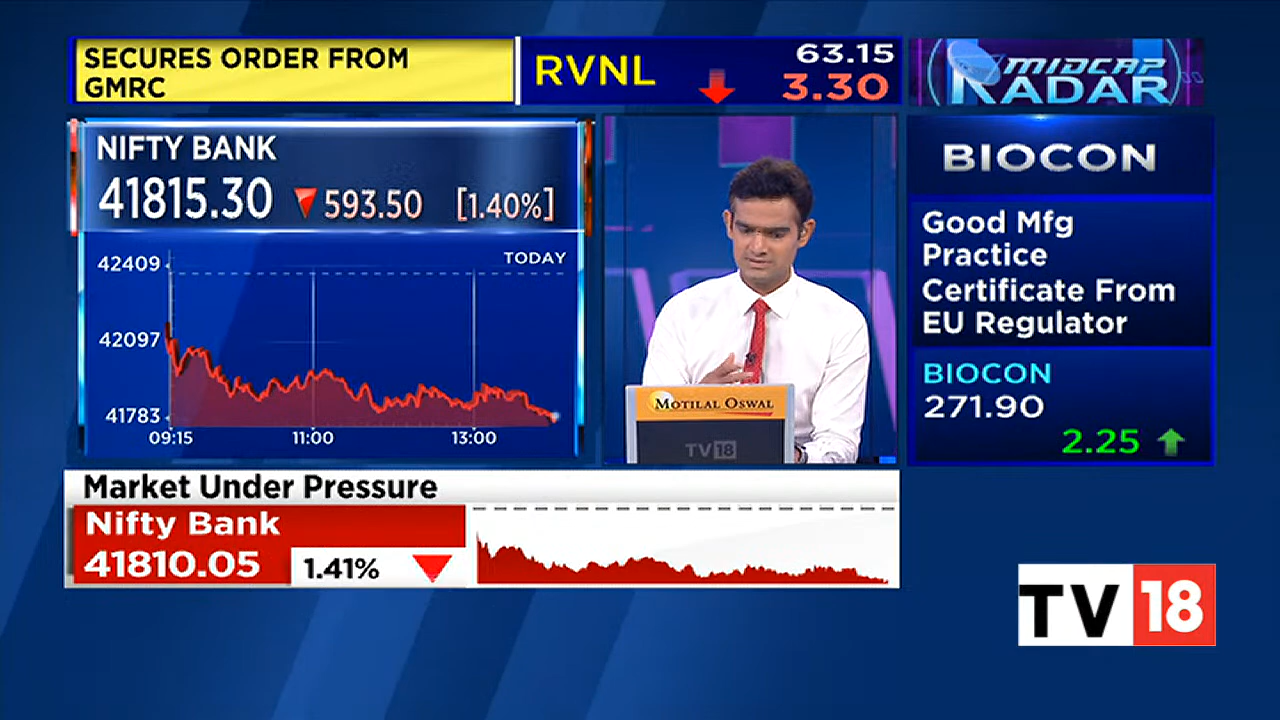 SECURES ORDER FROM
GMRC
RVNL
63.15
3.30
MIDCAP
RADAR
NIFTY BANK
41815.30 593.50 [1.40%]
TODAY
42409
42097
41783
09:15 11:00 13:00
MOTILAL OSWAL
TV18
BIOCON
Good Mfg
Practice
Certificate From
EU Regulator
BIOCON
271.90
2.25
Market Under Pressure
Nifty Bank
41810.05 1.41%
TV18